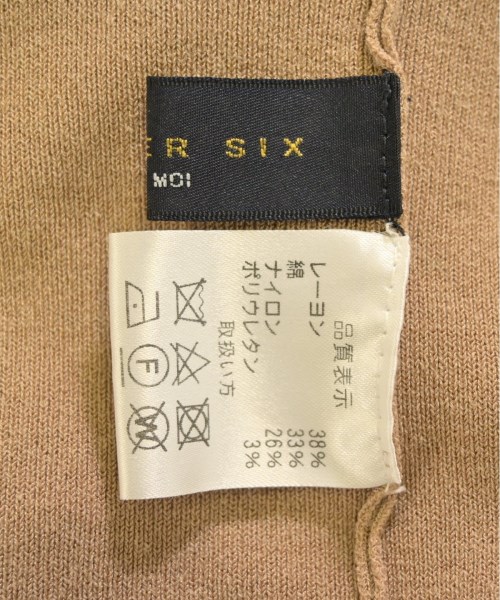 ER SIX
MOI
品質表示
レーヨン 38%
綿 33%
ナイロン 26%
ポリウレタン 3%
取扱い方
F
W